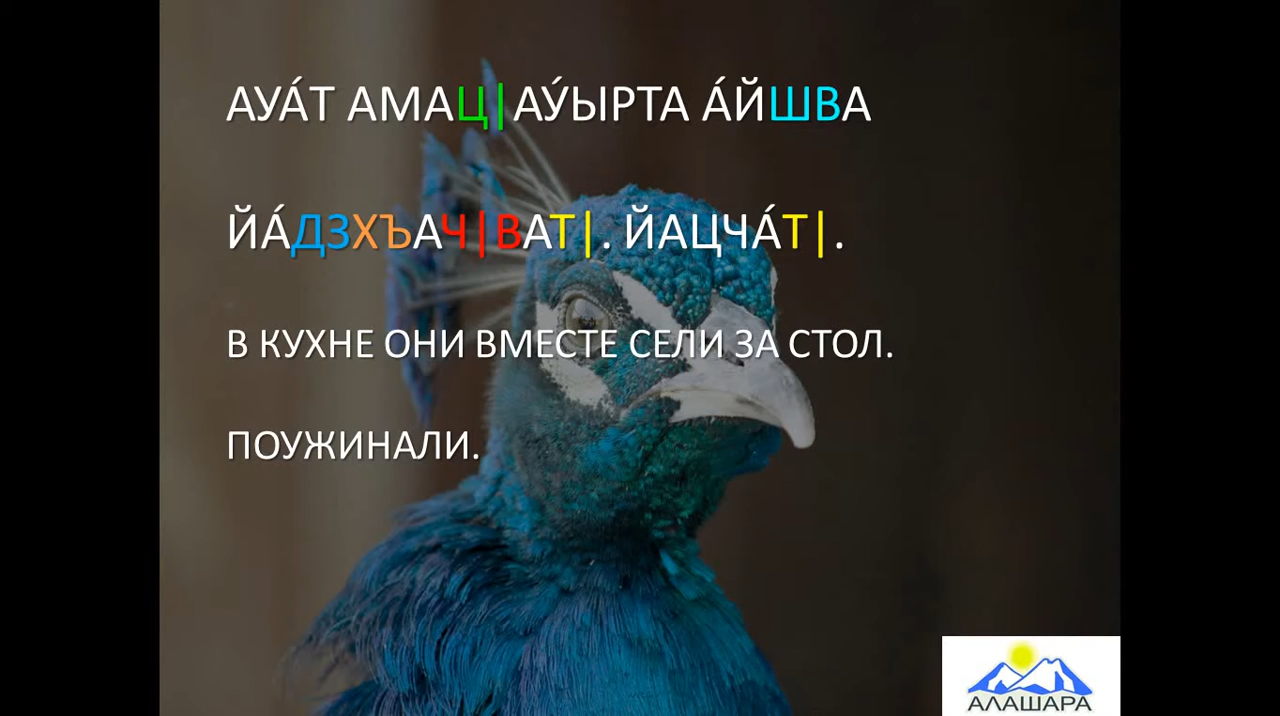 АУА́Т АМАЦ|АУ́ЫРТА А́ЙШВА
ЙА́ДЗХЪАЧ|ВАТ|. ЙАЦЧА́Т|.
В КУХНЕ ОНИ ВМЕСТЕ СЕЛИ ЗА СТОЛ.
ПОУЖИНАЛИ.
АЛАШАРА